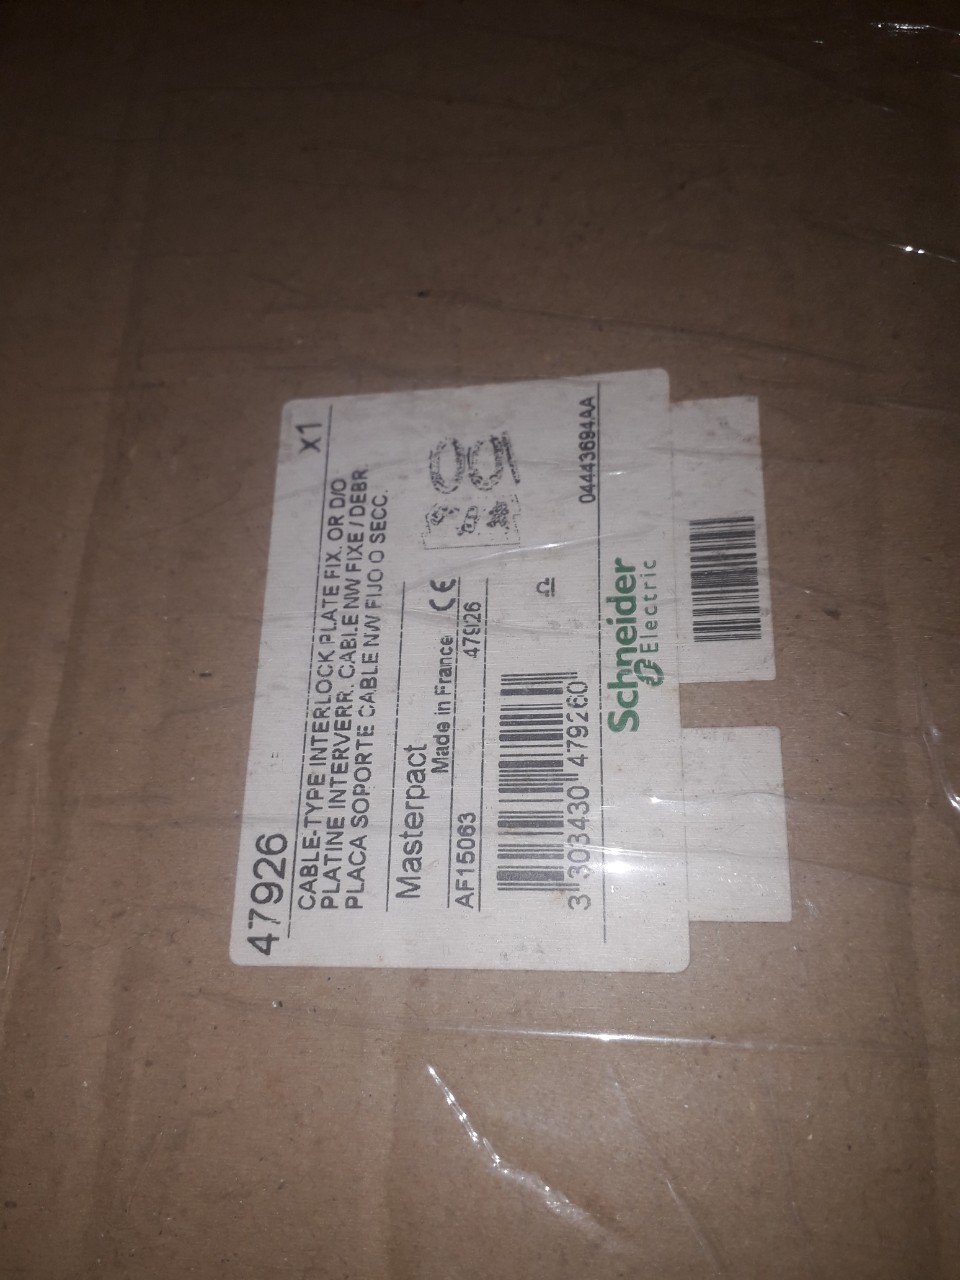 47926 x1
CABLE-TYPE INTERLOCK PLATE FIX. OR D/O
PLATINE INTERVERR. CABLE NW FIXE / DEBR.
PLACA SOPORTE CABLE NW FIJO O SECC.
Masterpact
Made in France CE
AF15063 47926
3 303430 479260
04443694AA
Schneider
Electric